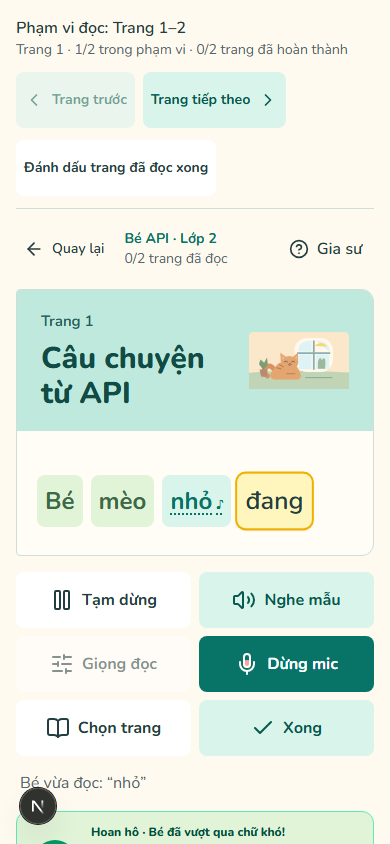 Phạm vi đọc: Trang 1–2
Trang 1 · 1/2 trong phạm vi · 0/2 trang đã hoàn thành
Trang trước
Trang tiếp theo
Đánh dấu trang đã đọc xong
Quay lại
Bé API · Lớp 2
0/2 trang đã đọc
Gia sư
Trang 1
Câu chuyện
từ API
Bé mèo nhỏ ♪ đang
Tạm dừng
Nghe mẫu
Giọng đọc
Dừng mic
Chọn trang
Xong
Bé vừa đọc: “nhỏ”
N
Hoan hô · Bé đã vượt qua chữ khó!